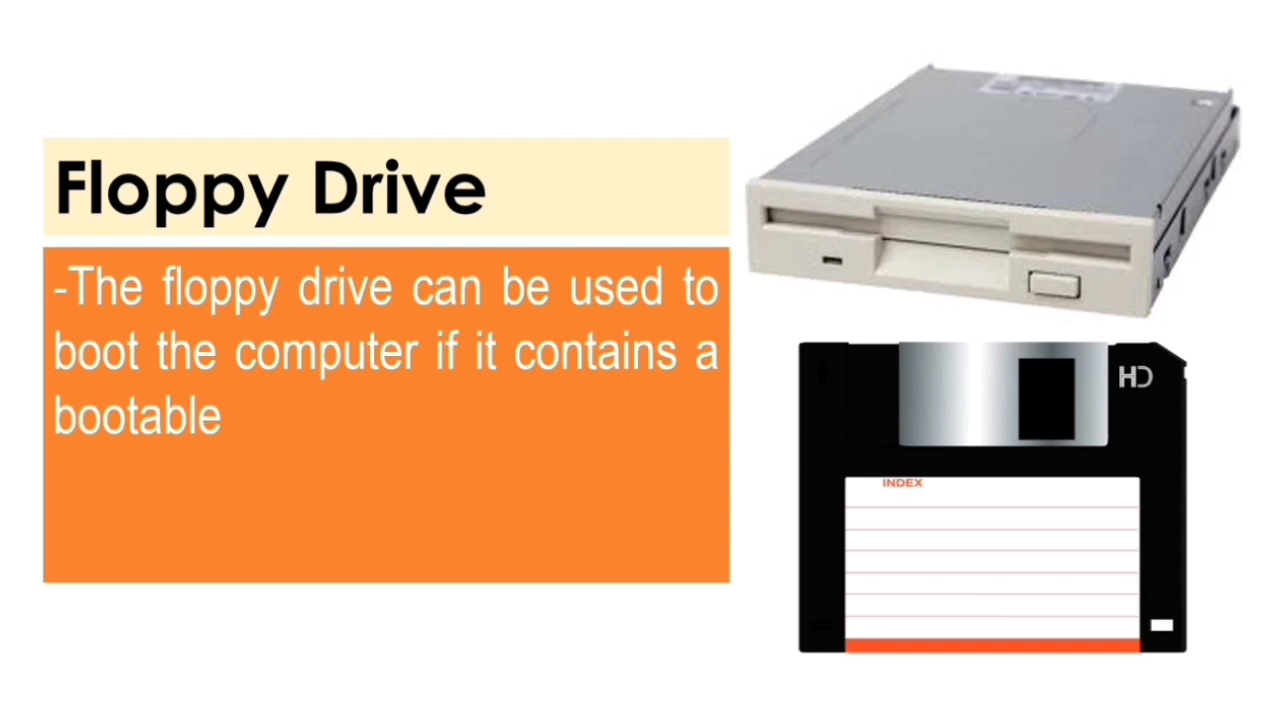 Floppy Drive
-The floppy drive can be used to
boot the computer if it contains a
bootable
HD
INDEX